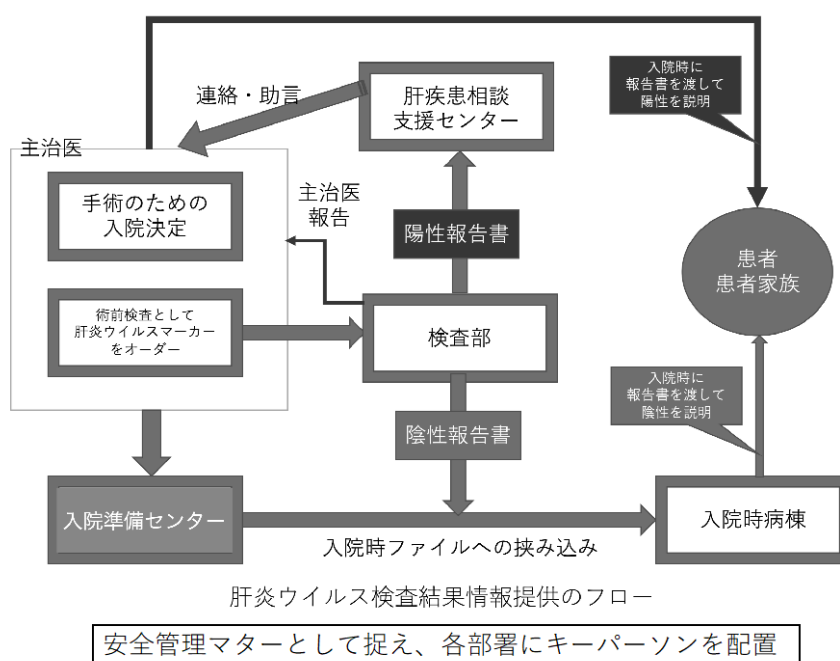 連絡・助言
肝疾患相談
支援センター
入院時に
報告書を渡して
陽性を説明
主治医
手術のための
入院決定
主治医
報告
陽性報告書
患者
患者家族
術前検査として
肝炎ウイルスマーカー
をオーダー
検査部
入院時に
報告書を渡して
陰性を説明
陰性報告書
入院準備センター
入院時病棟
入院時ファイルへの挟み込み
肝炎ウイルス検査結果情報提供のフロー
安全管理マターとして捉え、各部署にキーパーソンを配置